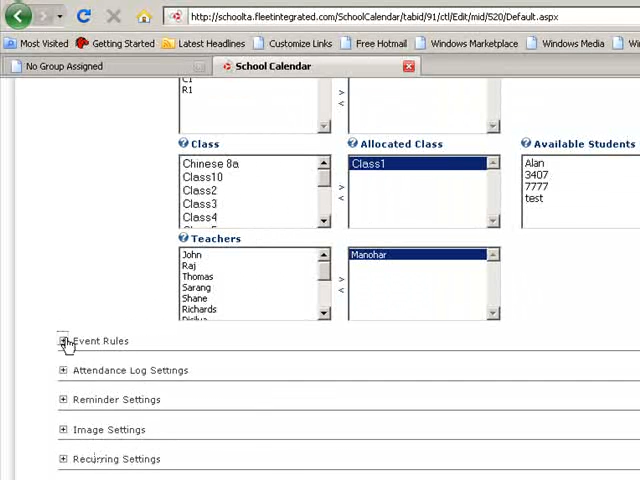 http://schoolta.fleetintegrated.com/SchoolCalendar/tabid/91/ctl/Edit/mid/520/Default.aspx
Most Visited Getting Started Latest Headlines Customize Links Free Hotmail Windows Marketplace Windows Media
No Group Assigned School Calendar
R1
Class Allocated Class Available Students
Chinese 8a
Class10
Class2
Class3
Class4
Class1
Alan
3407
7777
test
Teachers
John
Raj
Thomas
Sarang
Shane
Richards
Manohar
Event Rules
Attendance Log Settings
Reminder Settings
Image Settings
Recurring Settings